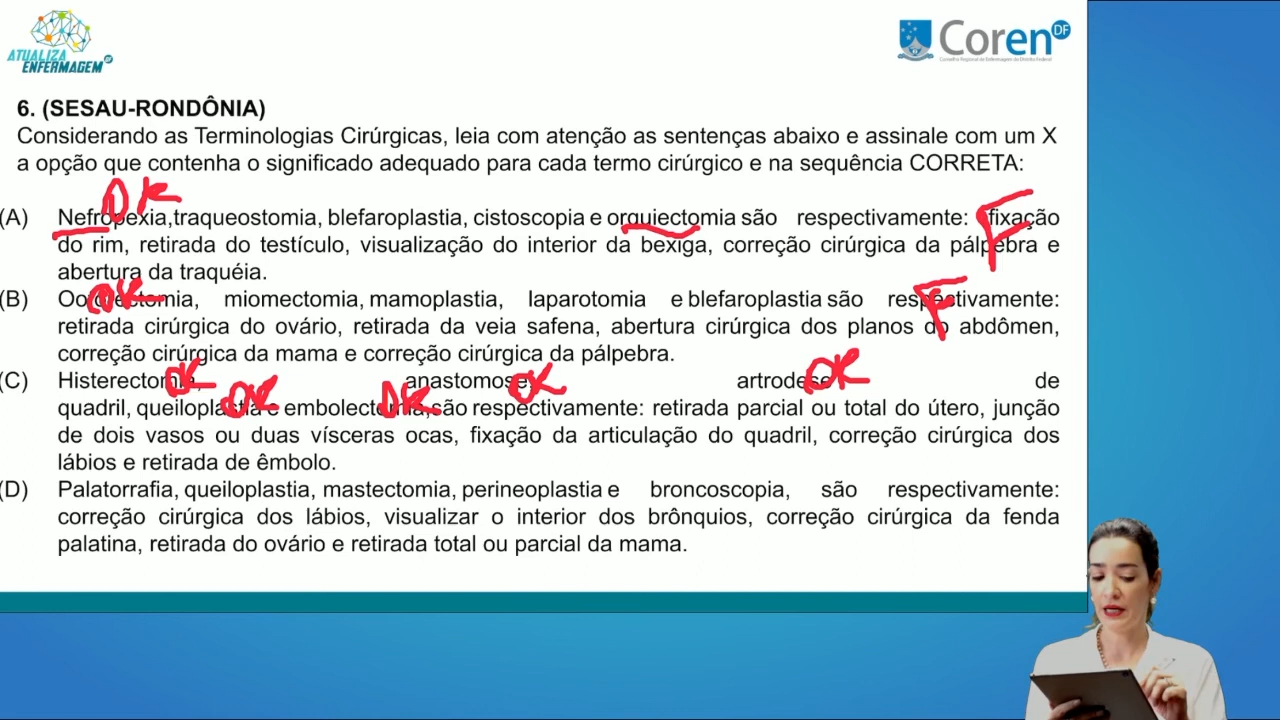 ATUALIZA
ENFERMAGEM DF
Coren DF
Conselho Regional de Enfermagem do Distrito Federal
6. (SESAU-RONDÔNIA)
Considerando as Terminologias Cirúrgicas, leia com atenção as sentenças abaixo e assinale com um X
a opção que contenha o significado adequado para cada termo cirúrgico e na sequência CORRETA:
OK
F
(A) Nefropexia,traqueostomia, blefaroplastia, cistoscopia e orquiectomia são respectivamente: fixação
do rim, retirada do testículo, visualização do interior da bexiga, correção cirúrgica da pálpebra e
abertura da traquéia.
OK
F
(B) miomectomia, mamoplastia, laparotomia e blefaroplastia são respectivamente:
retirada cirúrgica do ovário, retirada da veia safena, abertura cirúrgica dos planos do abdômen,
correção cirúrgica da mama e correção cirúrgica da pálpebra.
OK OK OK OK OK
(C) Histerectomia, anastomose, artrodese de
quadril, queiloplastia e embolectomia,são respectivamente: retirada parcial ou total do útero, junção
de dois vasos ou duas vísceras ocas, fixação da articulação do quadril, correção cirúrgica dos
lábios e retirada de êmbolo.
(D) Palatorrafia, queiloplastia, mastectomia, perineoplastia e broncoscopia, são respectivamente:
correção cirúrgica dos lábios, visualizar o interior dos brônquios, correção cirúrgica da fenda
palatina, retirada do ovário e retirada total ou parcial da mama.